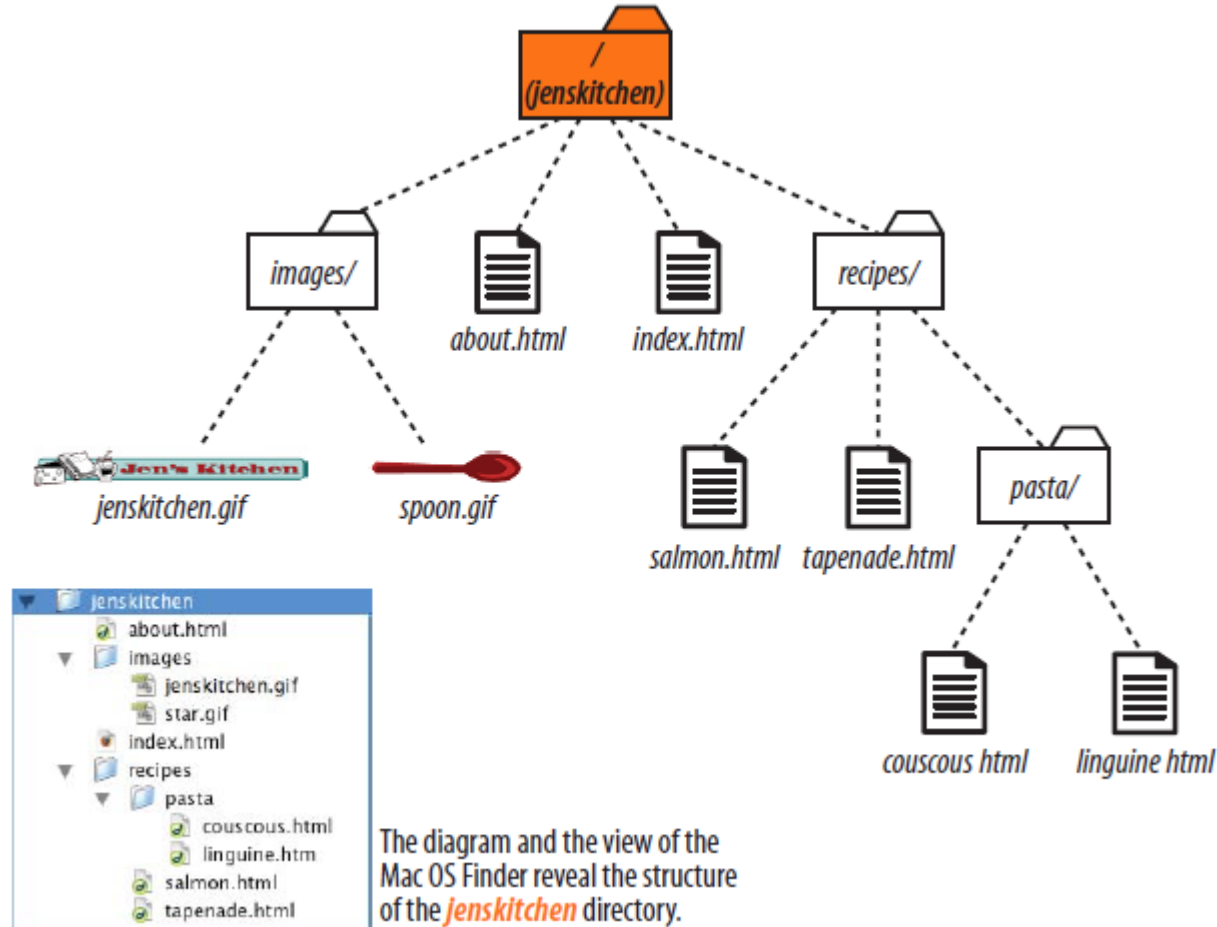 /
(jenskitchen)
images/
about.html
index.html
recipes/
Jen's Kitchen
jenskitchen.gif
spoon.gif
salmon.html
tapenade.html
pasta/
couscous html
linguine html
jenskitchen
about.html
images
jenskitchen.gif
star.gif
index.html
recipes
pasta
couscous.html
linguine.htm
salmon.html
tapenade.html
The diagram and the view of the
Mac OS Finder reveal the structure
of the jenskitchen directory.